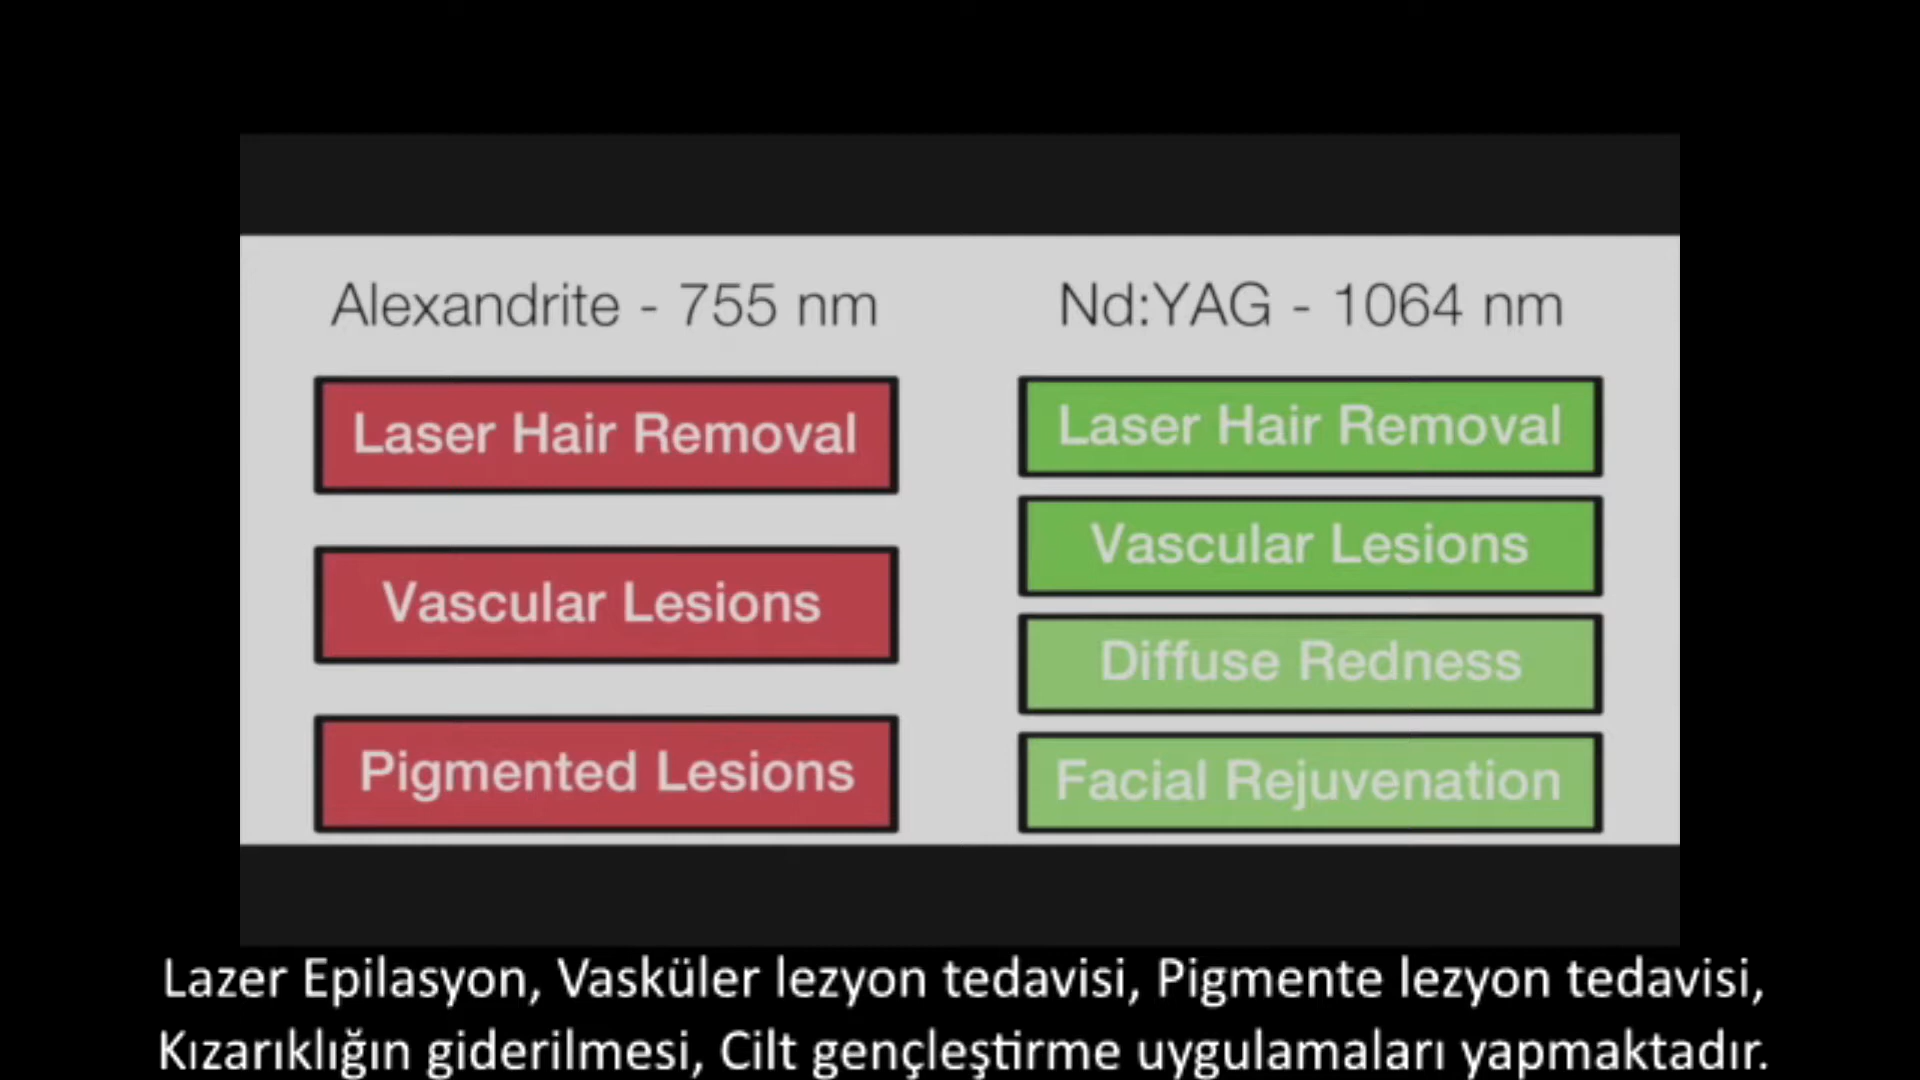 Alexandrite - 755 nm
Laser Hair Removal
Vascular Lesions
Pigmented Lesions
Nd:YAG - 1064 nm
Laser Hair Removal
Vascular Lesions
Diffuse Redness
Facial Rejuvenation
Lazer Epilasyon, Vasküler lezyon tedavisi, Pigmente lezyon tedavisi,
Kızarıklığın giderilmesi, Cilt gençleştirme uygulamaları yapmaktadır.